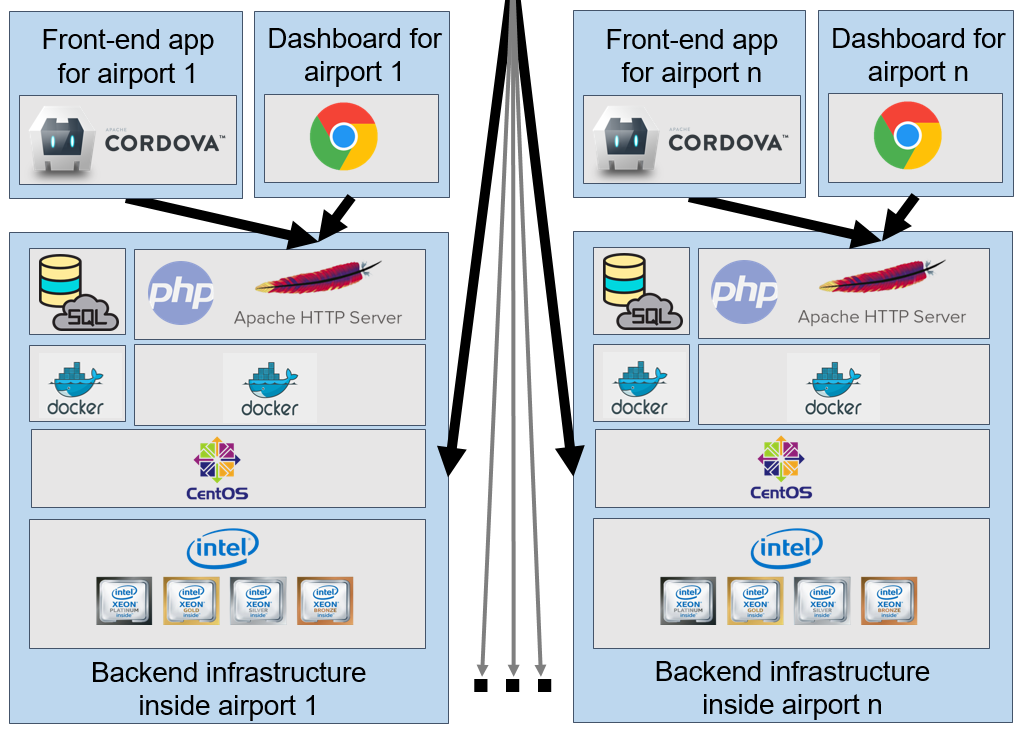 Front-end app
for airport 1
APACHE
CORDOVA™
Dashboard for
airport 1
Front-end app
for airport n
APACHE
CORDOVA™
Dashboard for
airport n
SQL
php
Apache HTTP Server
docker
docker
CentOS
intel
intel XEON PLATINUM inside
intel XEON GOLD inside
intel XEON SILVER inside
intel XEON BRONZE inside
Backend infrastructure
inside airport 1
SQL
php
Apache HTTP Server
docker
docker
CentOS
intel
intel XEON PLATINUM inside
intel XEON GOLD inside
intel XEON SILVER inside
intel XEON BRONZE inside
Backend infrastructure
inside airport n